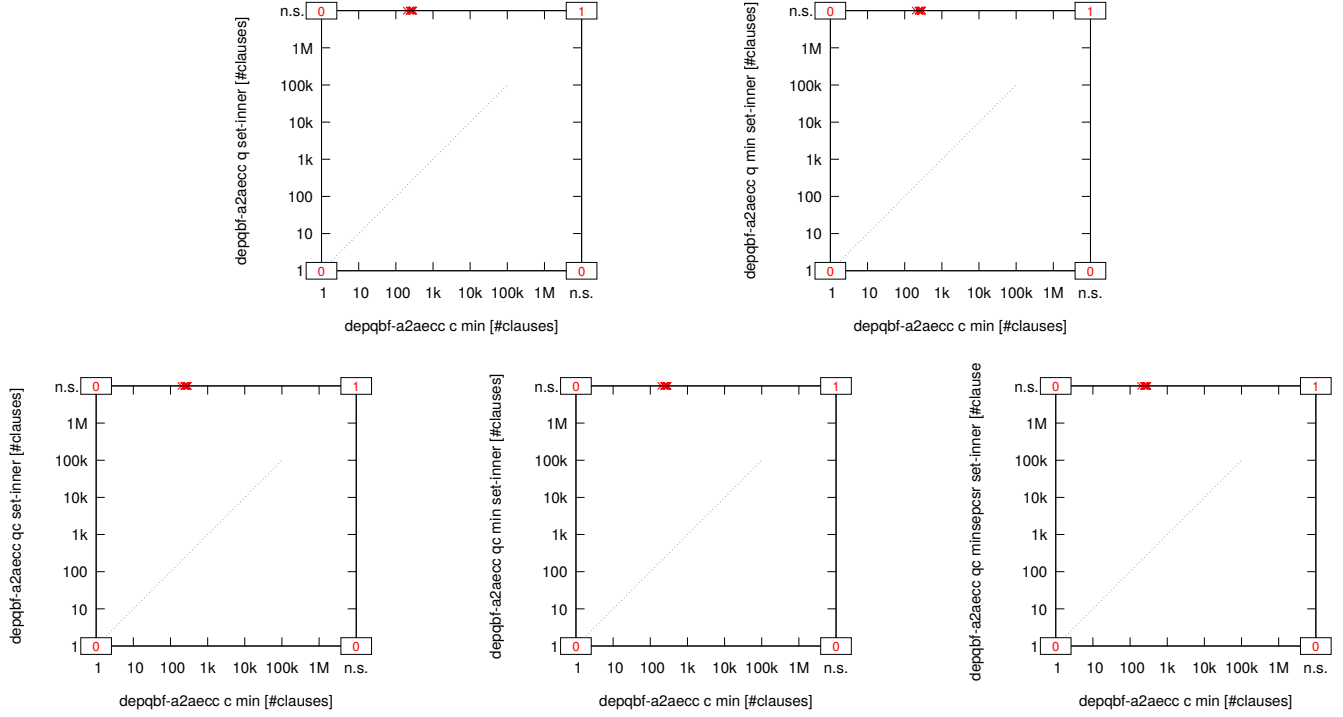 n.s.
0
1
1M
100k
10k
1k
100
10
1
0
0
1
10
100
1k
10k
100k
1M
n.s.
depqbf-a2aecc q set-inner [#clauses]
depqbf-a2aecc c min [#clauses]
n.s.
0
1
1M
100k
10k
1k
100
10
1
0
0
1
10
100
1k
10k
100k
1M
n.s.
depqbf-a2aecc q min set-inner [#clauses]
depqbf-a2aecc c min [#clauses]
n.s.
0
1
1M
100k
10k
1k
100
10
1
0
0
1
10
100
1k
10k
100k
1M
n.s.
depqbf-a2aecc qc set-inner [#clauses]
depqbf-a2aecc c min [#clauses]
n.s.
0
1
1M
100k
10k
1k
100
10
1
0
0
1
10
100
1k
10k
100k
1M
n.s.
depqbf-a2aecc qc min set-inner [#clauses]
depqbf-a2aecc c min [#clauses]
n.s.
0
1
1M
100k
10k
1k
100
10
1
0
0
1
10
100
1k
10k
100k
1M
n.s.
depqbf-a2aecc qc minsepcsr set-inner [#clause
depqbf-a2aecc c min [#clauses]